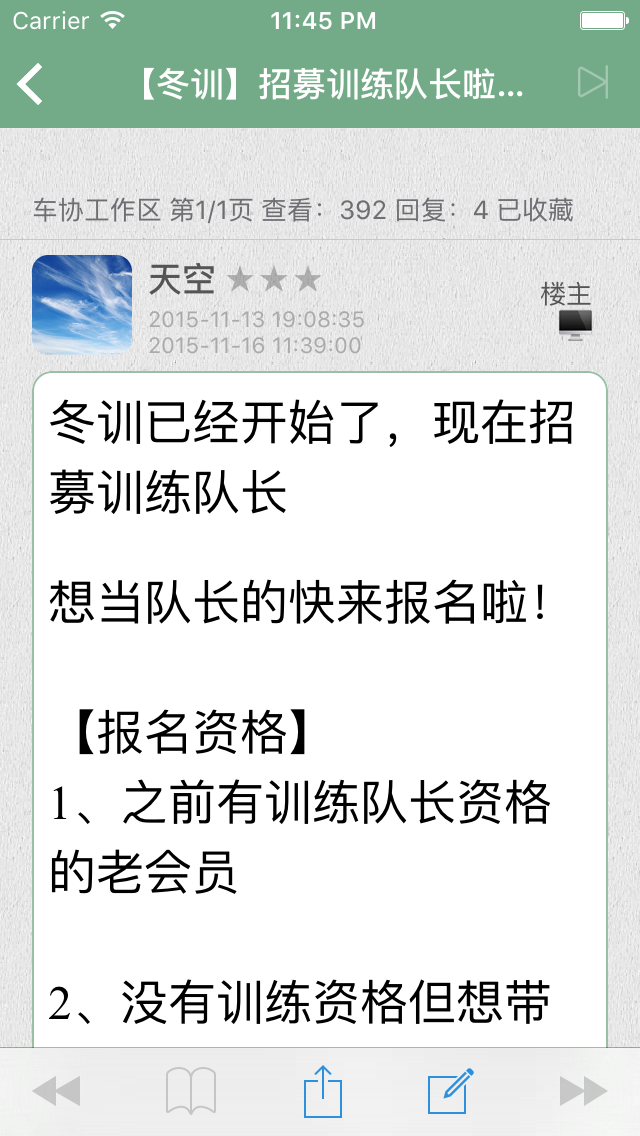 Carrier 11:45 PM
【冬训】招募训练队长啦...
车协工作区 第1/1页 查看：392 回复：4 已收藏
天空 ★★★
楼主
2015-11-13 19:08:35
2015-11-16 11:39:00
冬训已经开始了，现在招
募训练队长
想当队长的快来报名啦！
【报名资格】
1、之前有训练队长资格
的老会员
2、没有训练资格但想带